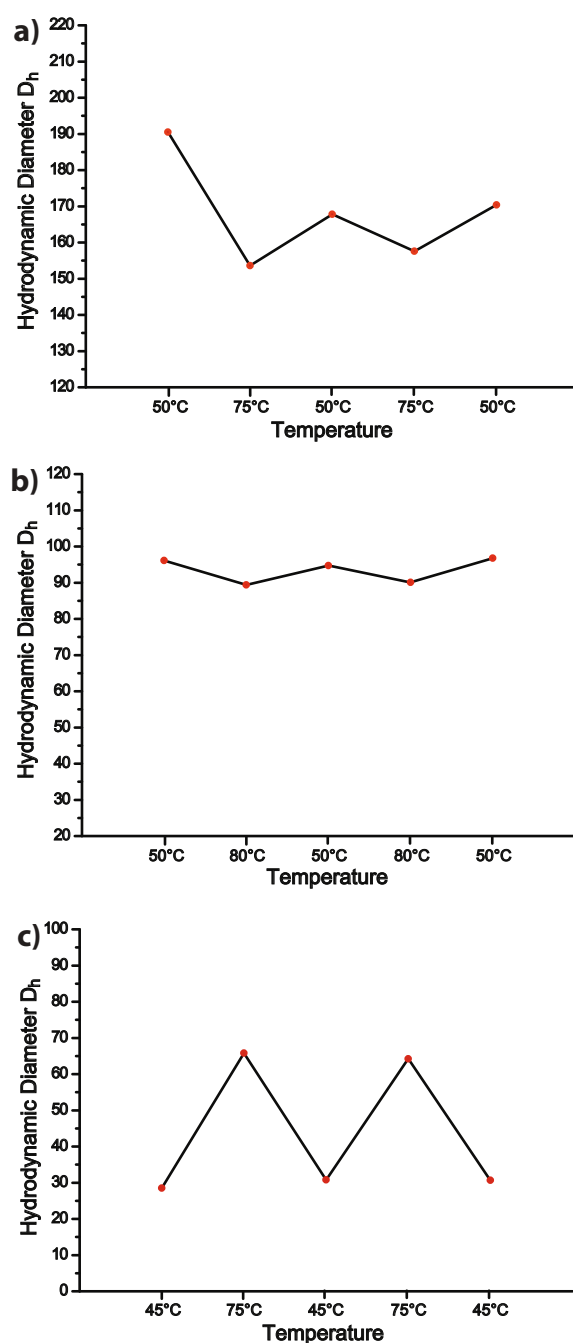 a)
Hydrodynamic Diameter Dh
220
210
200
190
180
170
160
150
140
130
120
50°C 75°C 50°C 75°C 50°C
Temperature
b)
Hydrodynamic Diameter Dh
120
110
100
90
80
70
60
50
40
30
20
50°C 80°C 50°C 80°C 50°C
Temperature
c)
Hydrodynamic Diameter Dh
100
90
80
70
60
50
40
30
20
10
0
45°C 75°C 45°C 75°C 45°C
Temperature